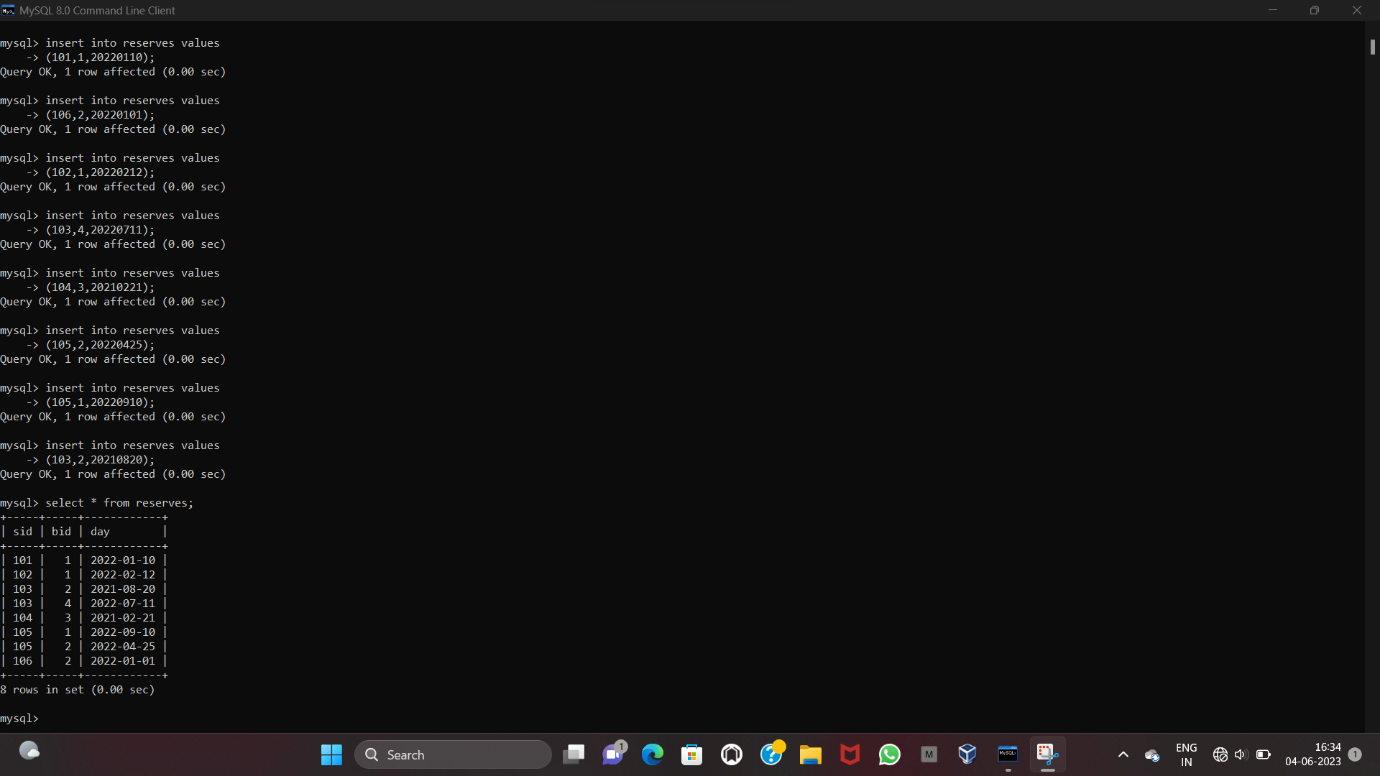 MySQL 8.0 Command Line Client
mysql> insert into reserves values
    -> (101,1,20220110);
Query OK, 1 row affected (0.00 sec)
mysql> insert into reserves values
    -> (106,2,20220101);
Query OK, 1 row affected (0.00 sec)
mysql> insert into reserves values
    -> (102,1,20220212);
Query OK, 1 row affected (0.00 sec)
mysql> insert into reserves values
    -> (103,4,20220711);
Query OK, 1 row affected (0.00 sec)
mysql> insert into reserves values
    -> (104,3,20210221);
Query OK, 1 row affected (0.00 sec)
mysql> insert into reserves values
    -> (105,2,20220425);
Query OK, 1 row affected (0.00 sec)
mysql> insert into reserves values
    -> (105,1,20220910);
Query OK, 1 row affected (0.00 sec)
mysql> insert into reserves values
    -> (103,2,20210820);
Query OK, 1 row affected (0.00 sec)
mysql> select * from reserves;
+-----+-----+------------+
| sid | bid | day        |
+-----+-----+------------+
| 101 |   1 | 2022-01-10 |
| 102 |   1 | 2022-02-12 |
| 103 |   2 | 2021-08-20 |
| 103 |   4 | 2022-07-11 |
| 104 |   3 | 2021-02-21 |
| 105 |   1 | 2022-09-10 |
| 105 |   2 | 2022-04-25 |
| 106 |   2 | 2022-01-01 |
+-----+-----+------------+
8 rows in set (0.00 sec)
mysql>
Search
1
M
ENG
IN
16:34
04-06-2023
1